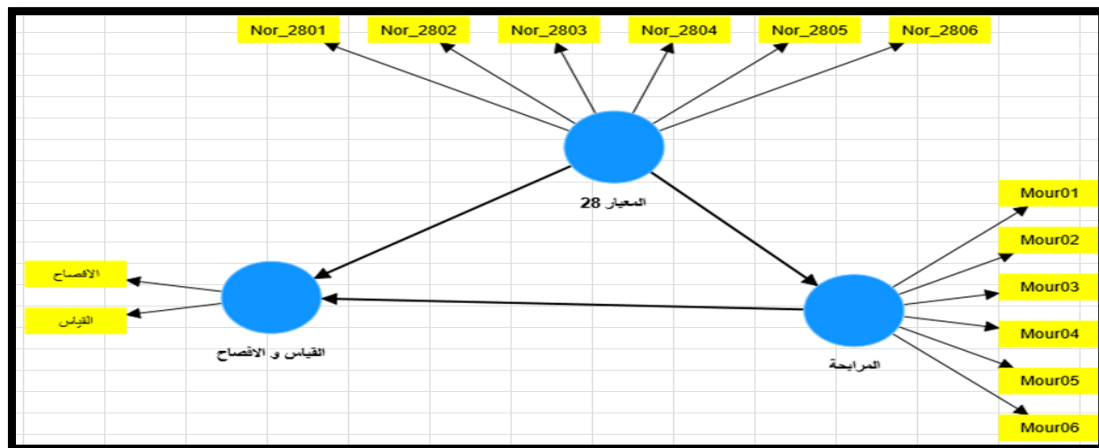 Nor_2801 Nor_2802 Nor_2803 Nor_2804 Nor_2805 Nor_2806
المعيار 28
Mour01
Mour02
Mour03
Mour04
Mour05
Mour06
المرابحة
الافصاح
القياس
القياس و الافصاح